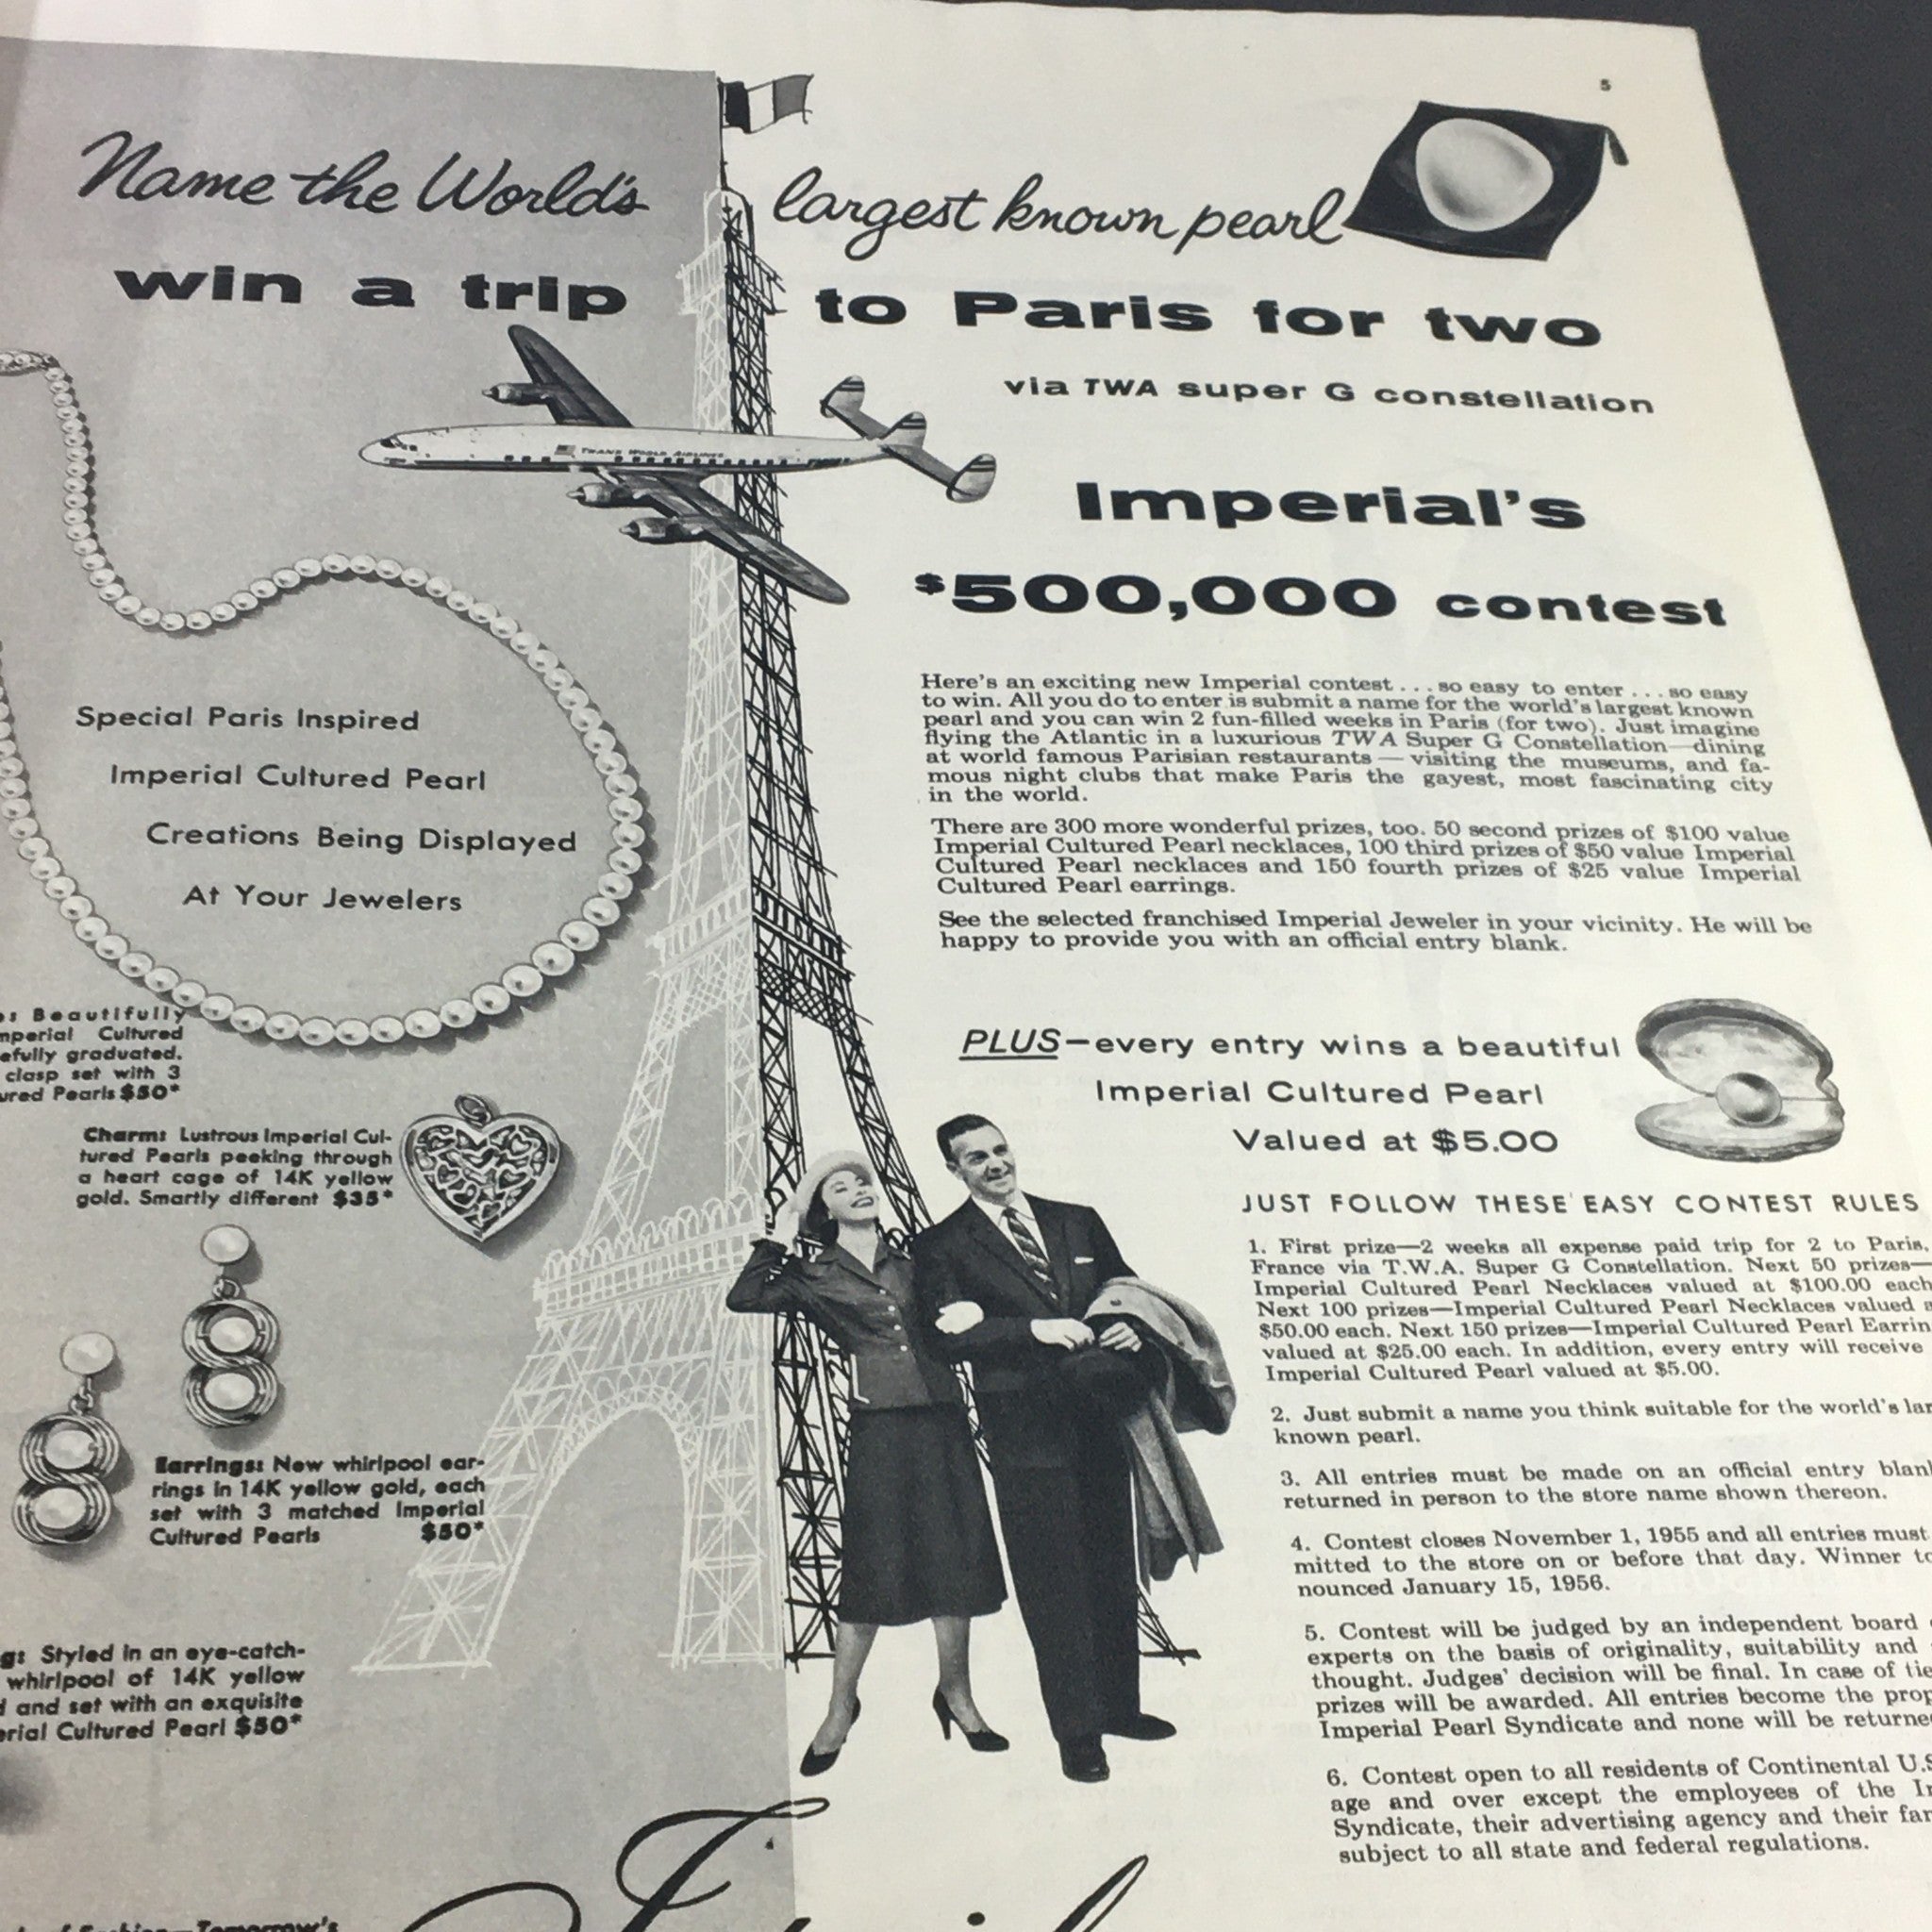 5
Name the World's largest known pearl
win a trip to Paris for two
via TWA super G constellation
TRANS WORLD AIRLINES
Imperial's
$500,000 contest
Special Paris Inspired
Imperial Cultured Pearl
Creations Being Displayed
At Your Jewelers
Beautifully
Cultured
graduated.
clasp set with 3
Pearls $50*
Charm: Lustrous Imperial Cul-
tured Pearls peeking through
a heart cage of 14K yellow
gold. Smartly different $35*
Earrings: New whirlpool ear-
rings in 14K yellow gold, each
set with 3 matched Imperial
Cultured Pearls $50*
Styled in an eye-catch-
whirlpool of 14K yellow
and set with an exquisite
Cultured Pearl $50*
Here's an exciting new Imperial contest . . . so easy to enter . . . so easy
to win. All you do to enter is submit a name for the world's largest known
pearl and you can win 2 fun-filled weeks in Paris (for two). Just imagine
flying the Atlantic in a luxurious TWA Super G Constellation—dining
at world famous Parisian restaurants — visiting the museums, and fa-
mous night clubs that make Paris the gayest, most fascinating city
in the world.
There are 300 more wonderful prizes, too. 50 second prizes of $100 value
Imperial Cultured Pearl necklaces, 100 third prizes of $50 value Imperial
Cultured Pearl necklaces and 150 fourth prizes of $25 value Imperial
Cultured Pearl earrings.
See the selected franchised Imperial Jeweler in your vicinity. He will be
happy to provide you with an official entry blank.
PLUS—every entry wins a beautiful
Imperial Cultured Pearl
Valued at $5.00
JUST FOLLOW THESE EASY CONTEST RULES
1. First prize—2 weeks all expense paid trip for 2 to Paris,
France via T.W.A. Super G Constellation. Next 50 prizes—
Imperial Cultured Pearl Necklaces valued at $100.00 each
Next 100 prizes—Imperial Cultured Pearl Necklaces valued
$50.00 each. Next 150 prizes—Imperial Cultured Pearl Earrin
valued at $25.00 each. In addition, every entry will receive
Imperial Cultured Pearl valued at $5.00.
2. Just submit a name you think suitable for the world's lar
known pearl.
3. All entries must be made on an official entry blan
returned in person to the store name shown thereon.
4. Contest closes November 1, 1955 and all entries must
mitted to the store on or before that day. Winner to
nounced January 15, 1956.
5. Contest will be judged by an independent board
experts on the basis of originality, suitability and
thought. Judges' decision will be final. In case of tie
prizes will be awarded. All entries become the prop
Imperial Pearl Syndicate and none will be returne
6. Contest open to all residents of Continental U.S
age and over except the employees of the
Syndicate, their advertising agency and their fam
subject to all state and federal regulations.